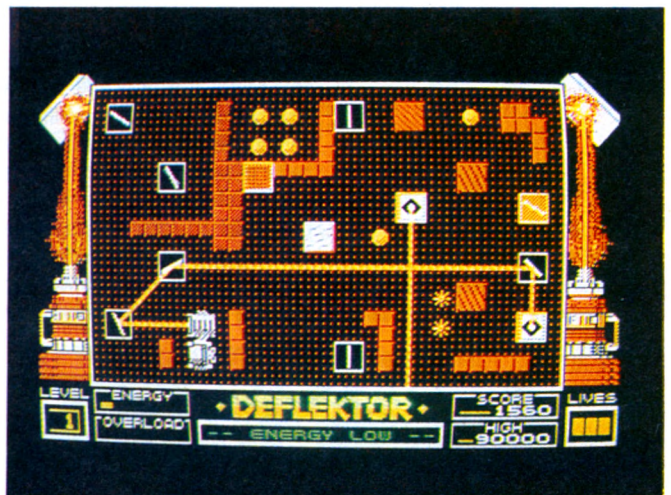 LEVEL
1
ENERGY
OVERLOAD
DEFLEKTOR
-- ENERGY LOW --
SCORE
1560
HIGH
90000
LIVES